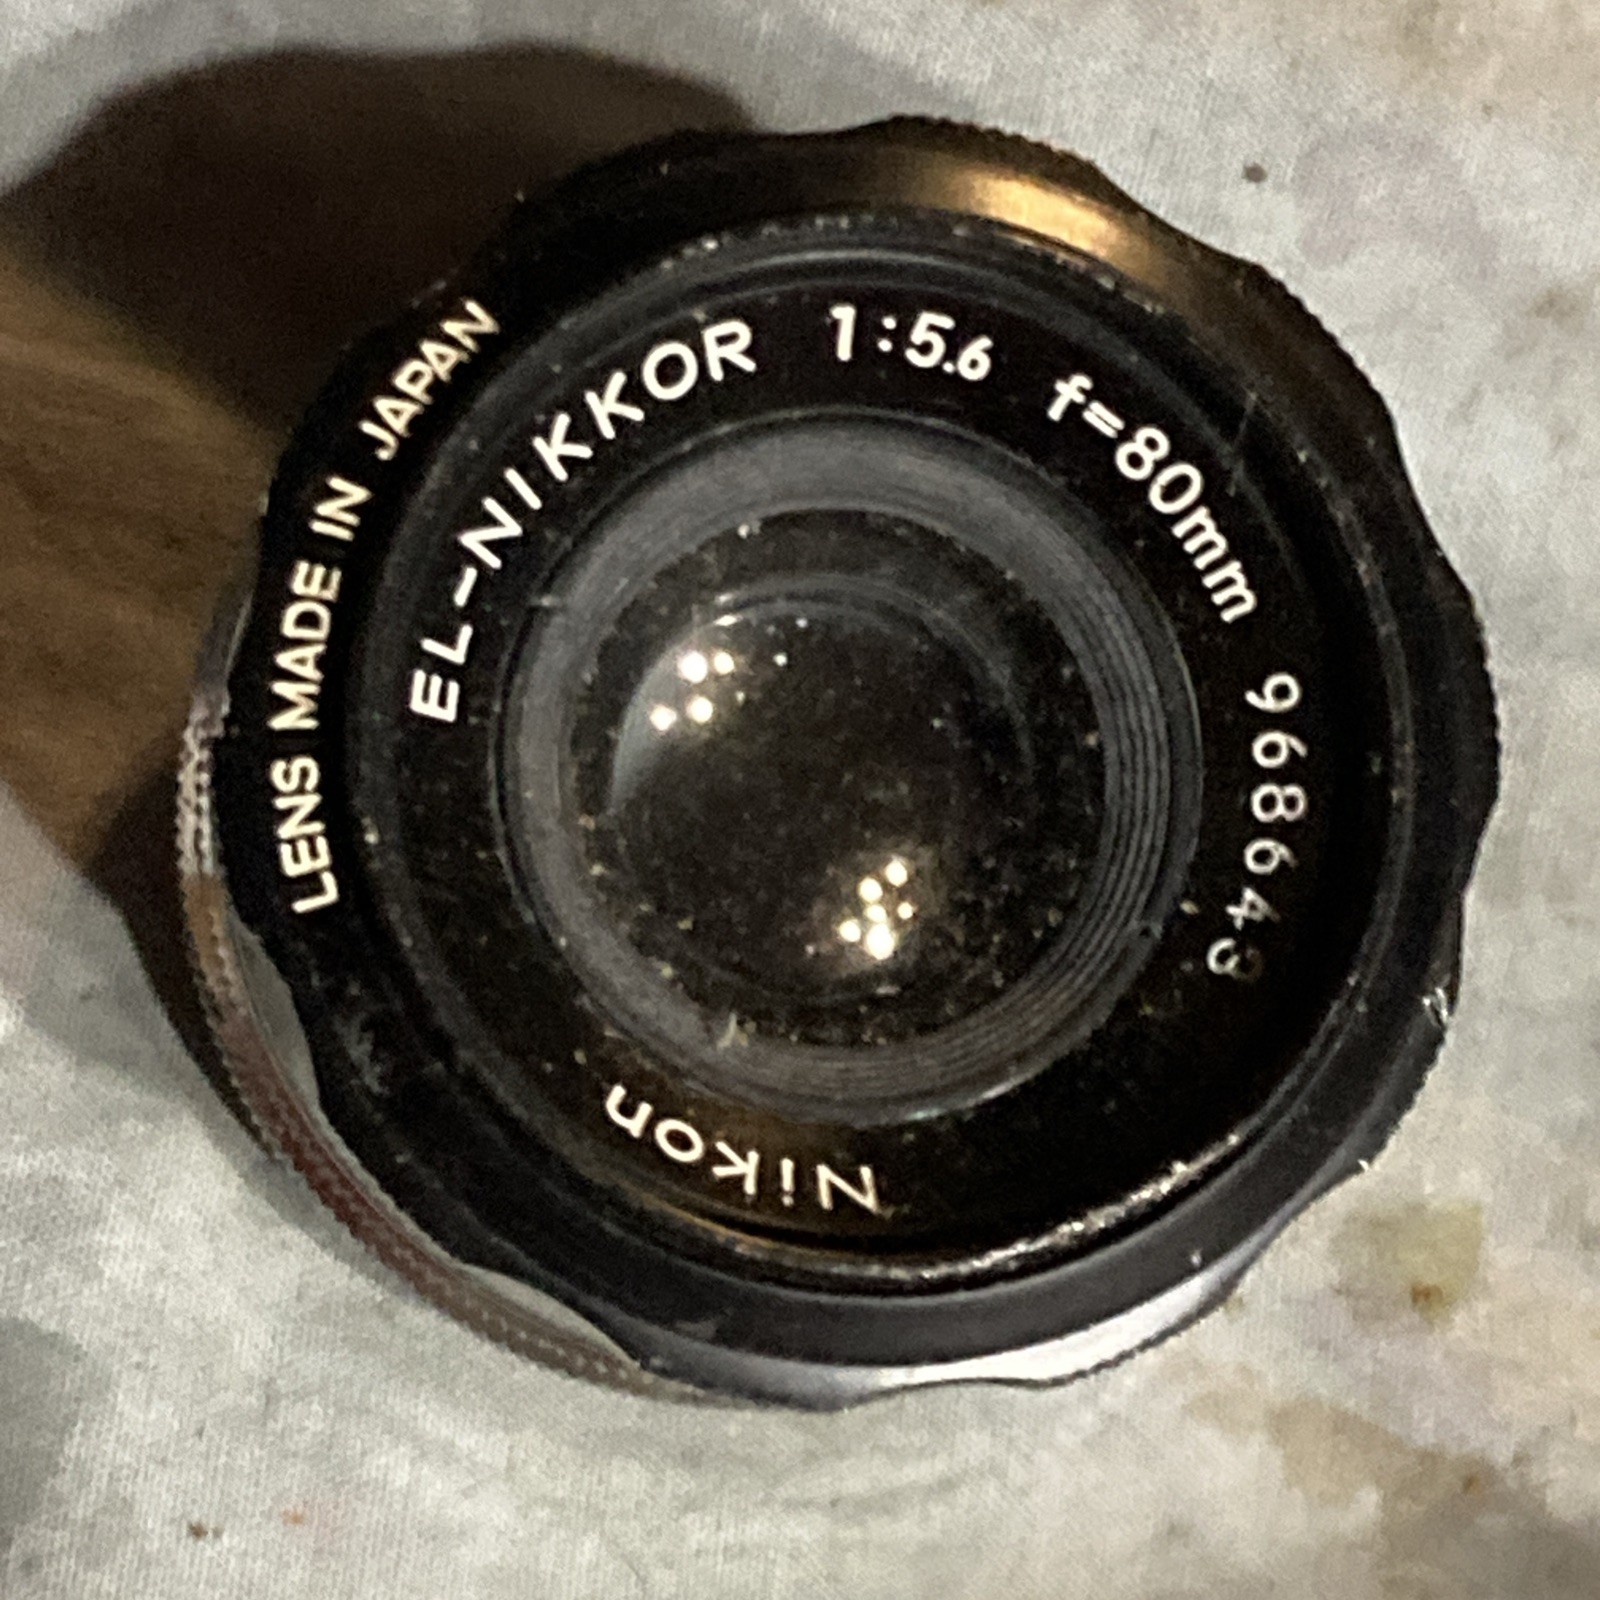 LENS MADE IN JAPAN
EL-NIKKOR 1:5.6 f=80mm 968643
Nikon